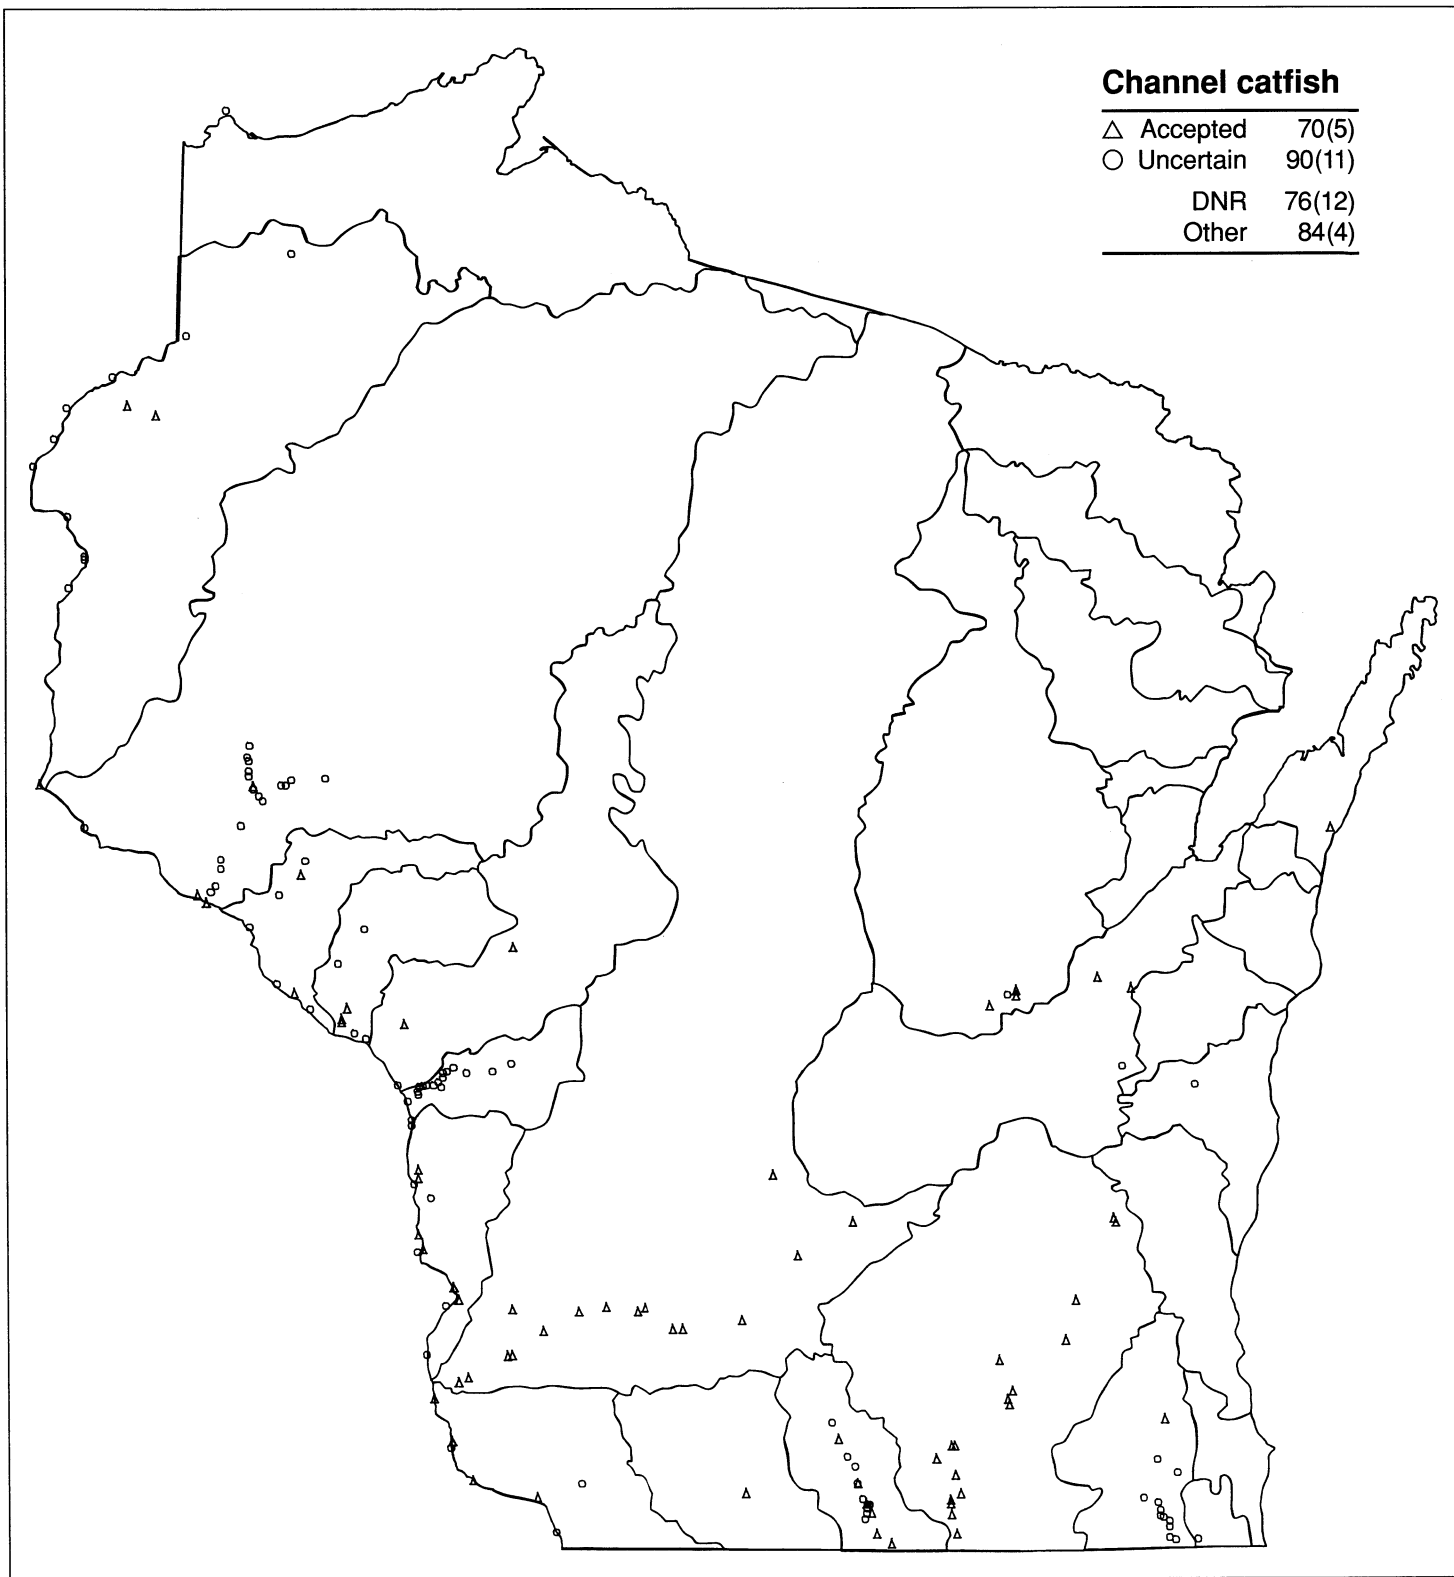 Channel catfish
△ Accepted 70(5)
○ Uncertain 90(11)
DNR 76(12)
Other 84(4)